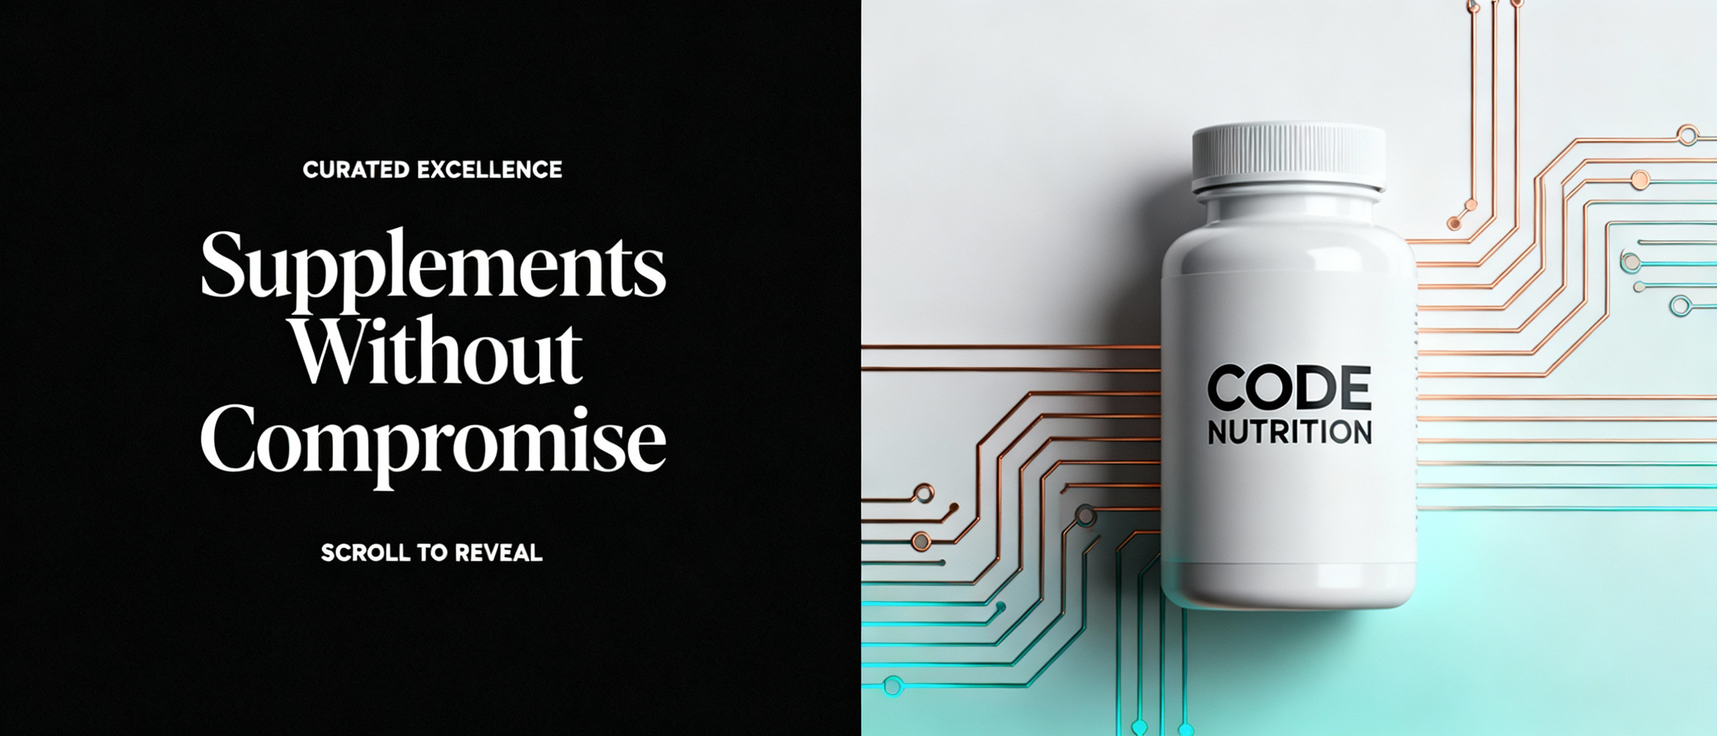 CURATED EXCELLENCE
Supplements
Without
Compromise
SCROLL TO REVEAL
CODE
NUTRITION